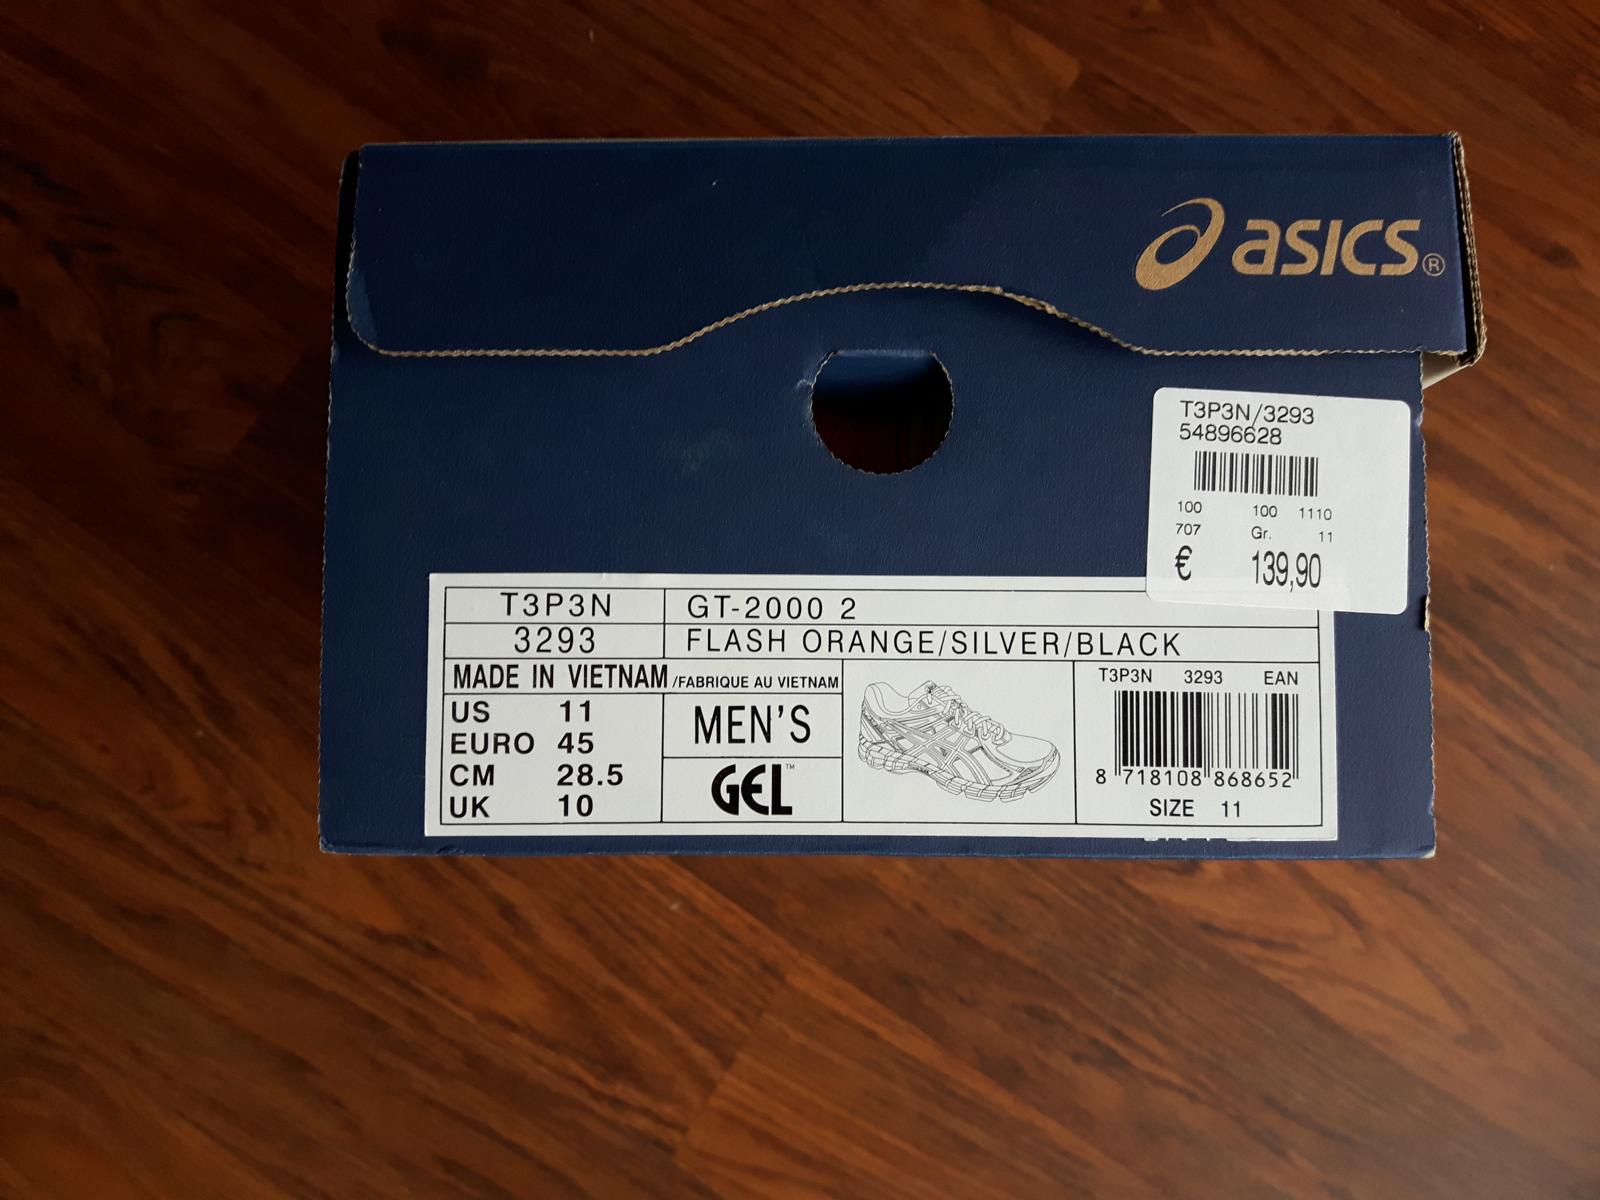 asics®
T3P3N/3293
54896628
100 100 1110
707 Gr. 11
€ 139,90
T3P3N GT-2000 2
3293 FLASH ORANGE/SILVER/BLACK
MADE IN VIETNAM /FABRIQUE AU VIETNAM
US 11
EURO 45
CM 28.5
UK 10
MEN'S
GEL™
T3P3N 3293 EAN
8 718108 868652
SIZE 11